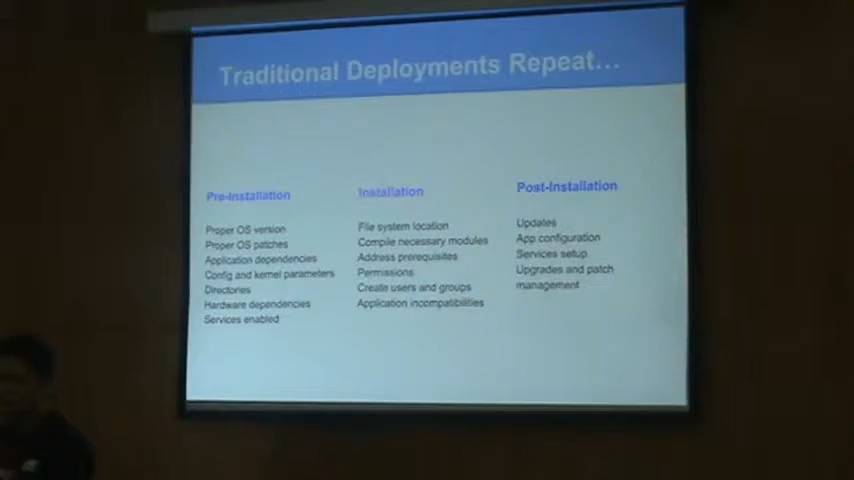 Traditional Deployments Repeat...
Pre-Installation
Proper OS version
Proper OS patches
Application dependencies
Config and kernel parameters
Directories
Hardware dependencies
Services enabled
Installation
File system location
Compile necessary modules
Address prerequisites
Permissions
Create users and groups
Application incompatibilities
Post-Installation
Updates
App configuration
Services setup
Upgrades and patch
management